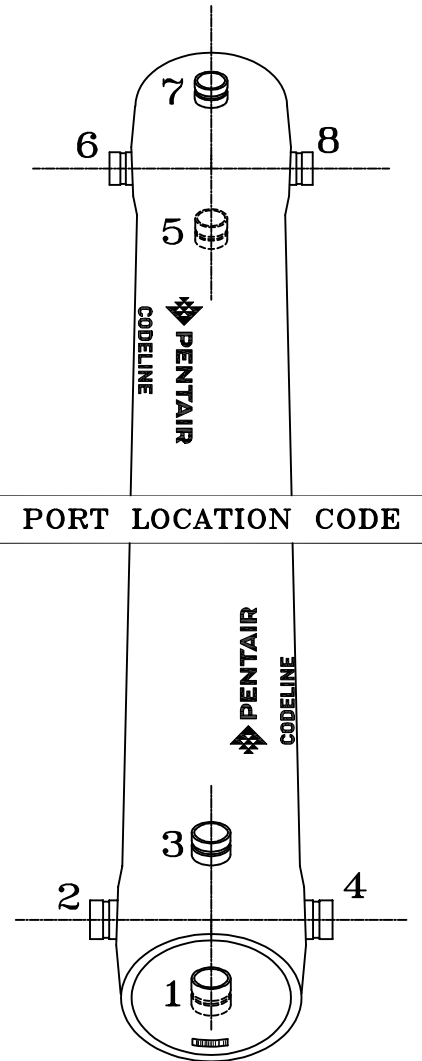 7
6
8
5
CODELINE
PENTAIR
PORT LOCATION CODE
PENTAIR
CODELINE
3
2
4
1